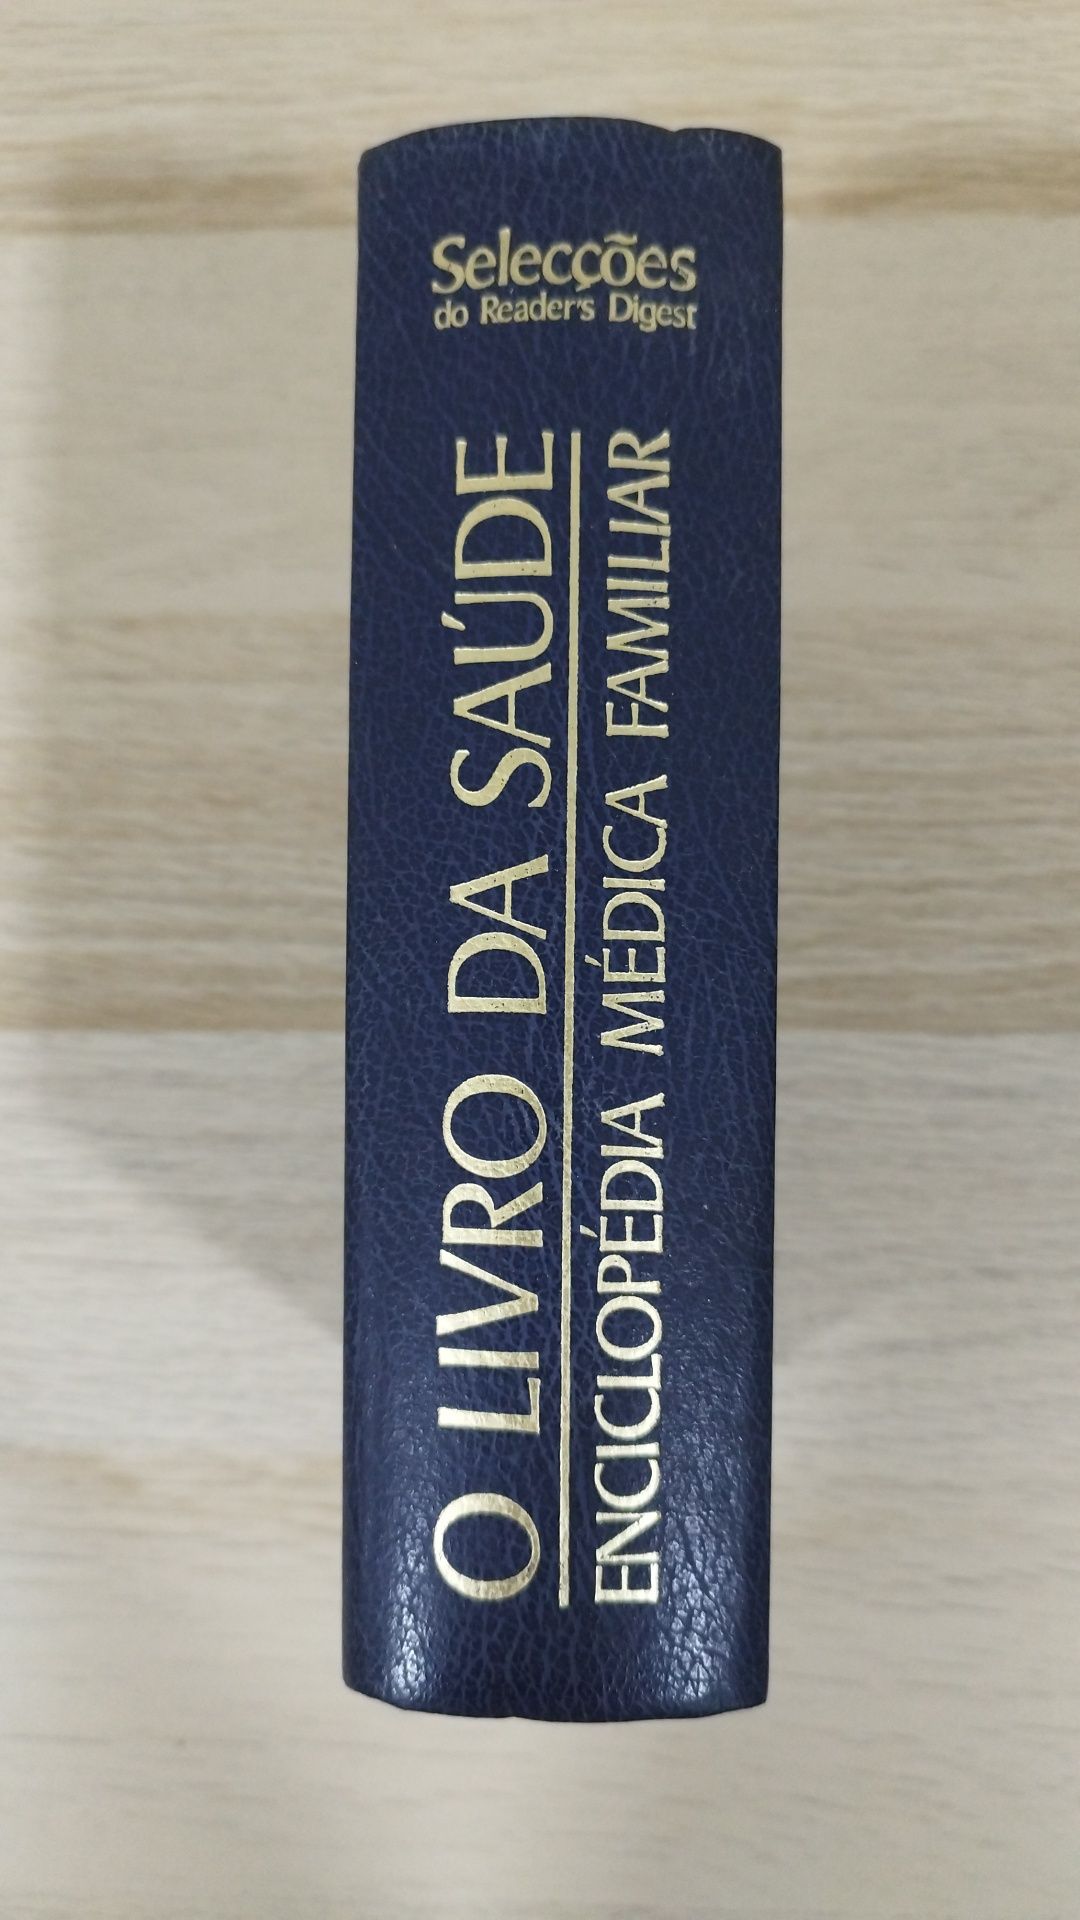 Selecções
do Reader's Digest
O LIVRO DA SAÚDE
ENCICLOPÉDIA MÉDICA FAMILIAR